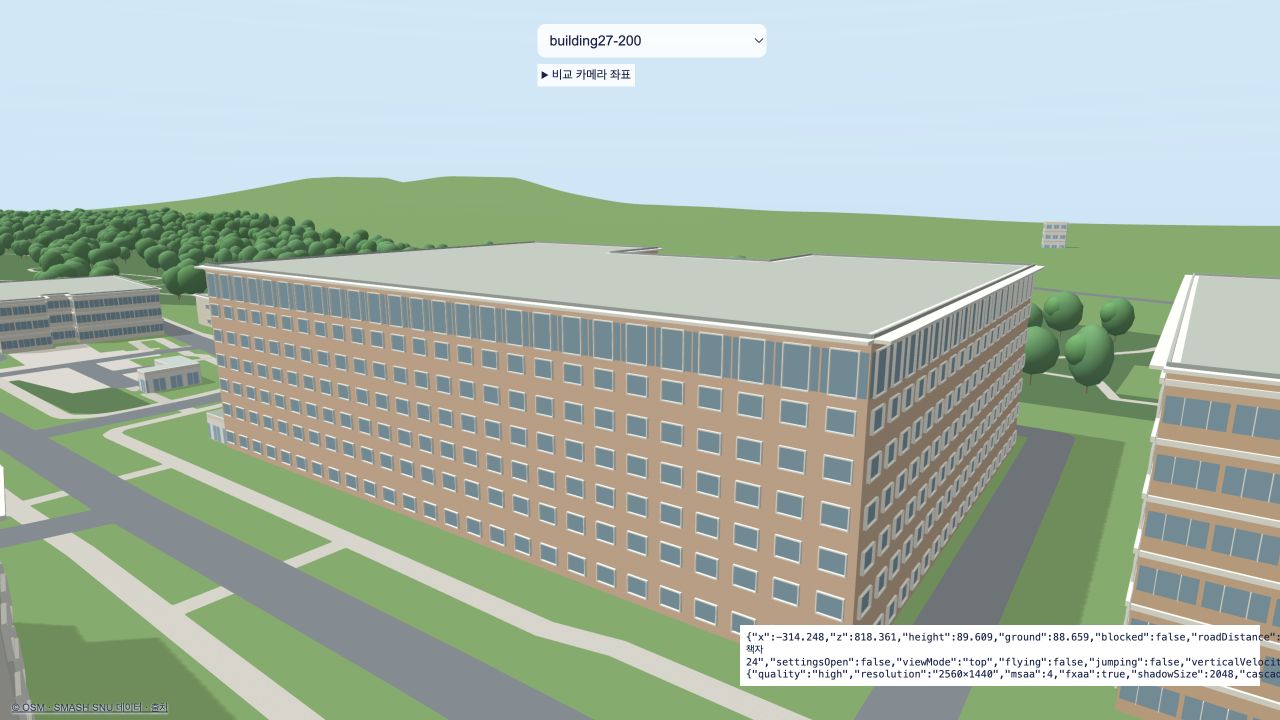 building27-200
▶ 비교 카메라 좌표
{"x":−314.248,"z":818.361,"height":89.609,"ground":88.659,"blocked":false,"roadDistance":
책자
24","settingsOpen":false,"viewMode":"top","flying":false,"jumping":false,"verticalVelocit
{"quality":"high","resolution":"2560×1440","msaa":4,"fxaa":true,"shadowSize":2048,"cascad
© OSM · SMASH SNU 데이터 · 출처